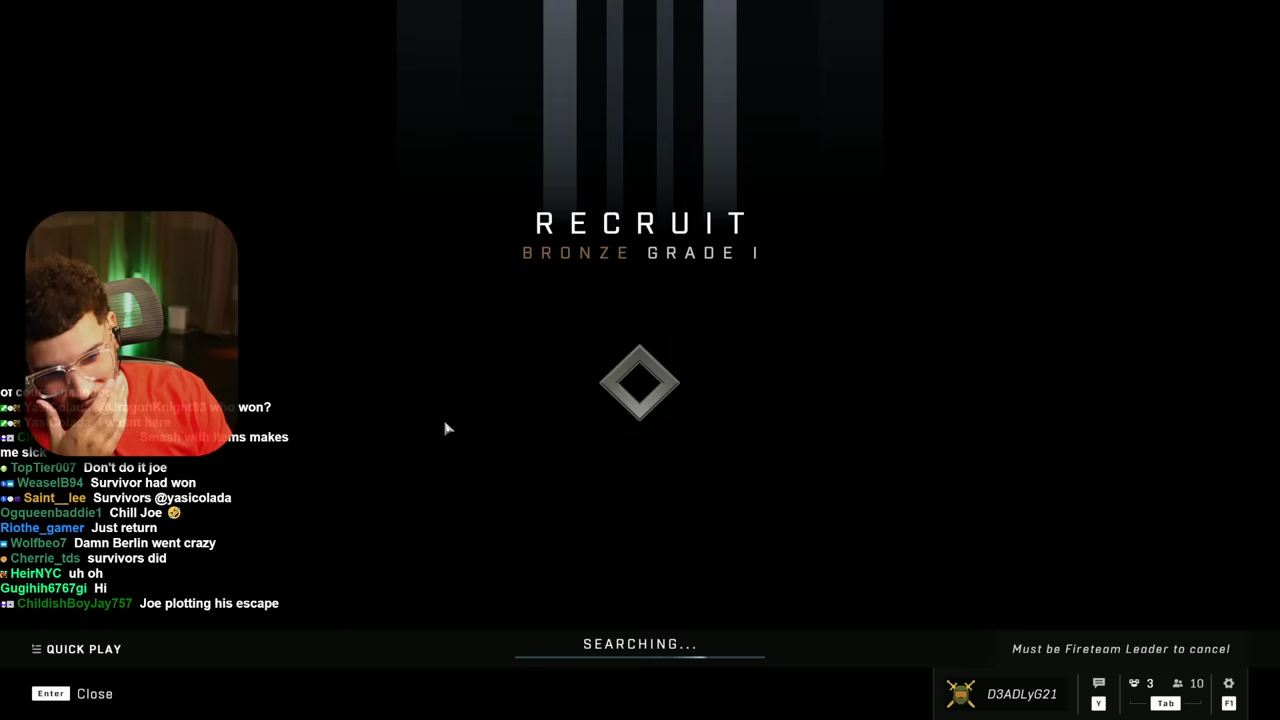 RECRUIT
BRONZE GRADE I
who won?
Smash with items makes
me sick
TopTier007 Don't do it joe
WeaselB94 Survivor had won
Saint__lee Survivors @yasicolada
Ogqueenbaddie1 Chill Joe 🤣
Riothe_gamer Just return
Wolfbeo7 Damn Berlin went crazy
Cherrie_tds survivors did
HeirNYC uh oh
Gugihih6767gi Hi
ChildishBoyJay757 Joe plotting his escape
QUICK PLAY
SEARCHING...
Must be Fireteam Leader to cancel
Enter Close
D3ADLyG21
3
10
Y
Tab
F1